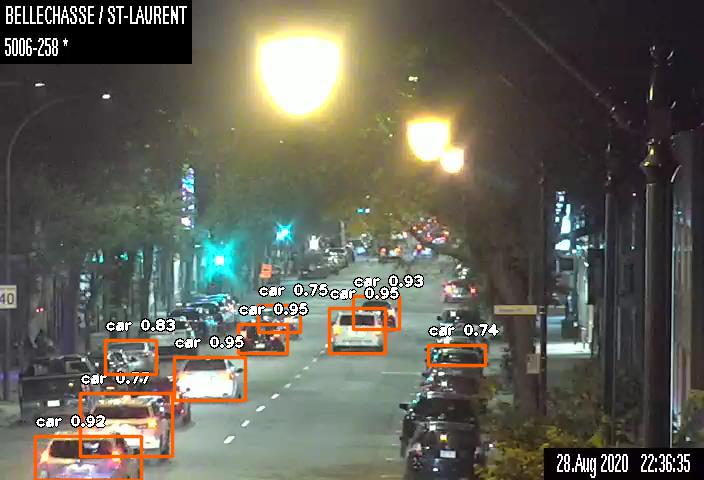 BELLECHASSE / ST-LAURENT
5006-258 *
car 0.93
car 0.75
car 0.95
car 0.95
car 0.83
car 0.74
car 0.95
car 0.77
car 0.92
40
28.Aug 2020 22:36:35